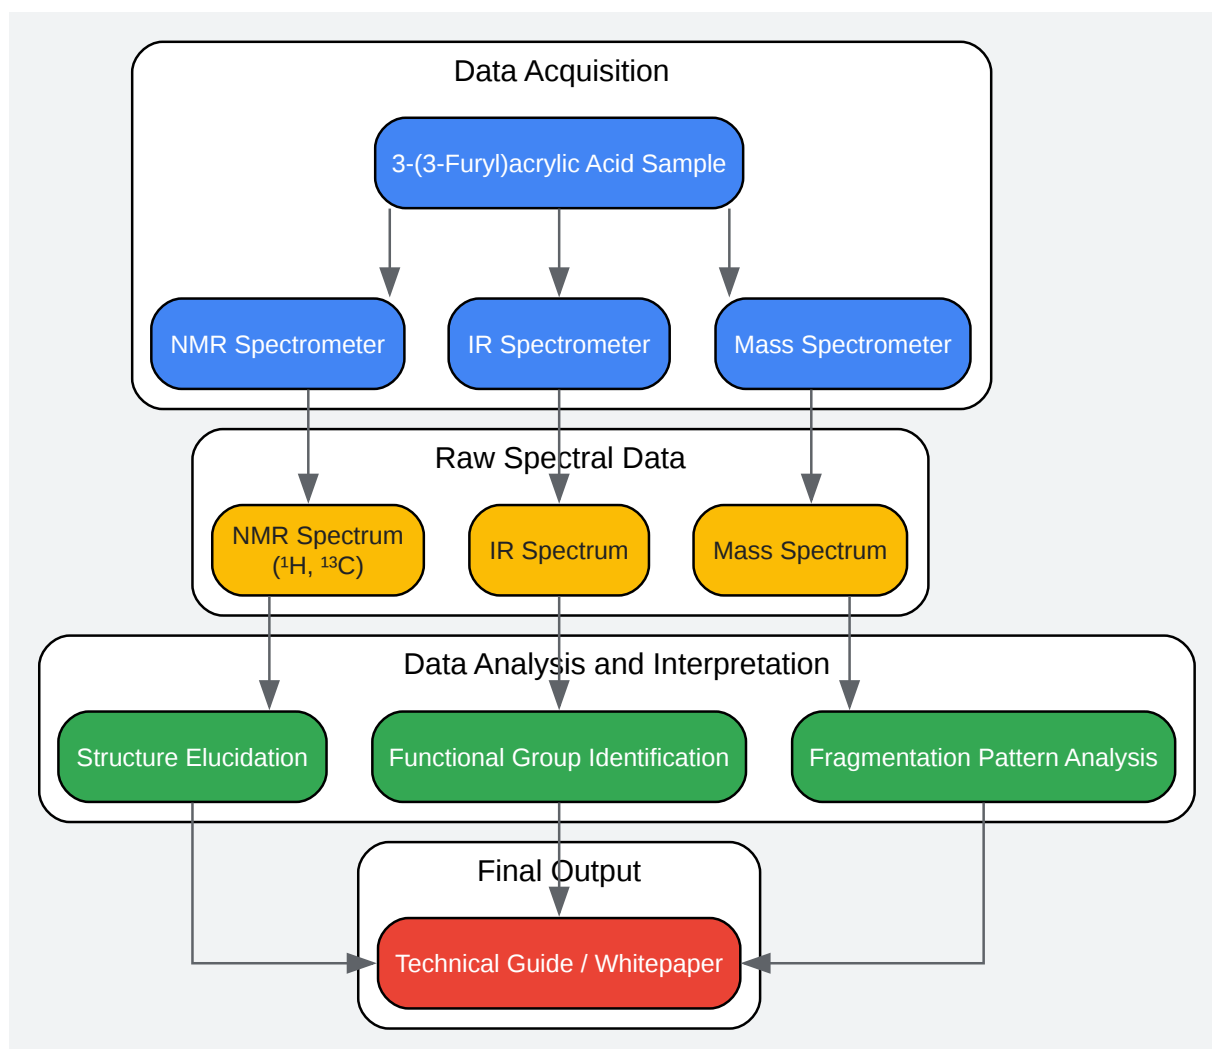 Data Acquisition
3-(3-Furyl)acrylic Acid Sample
NMR Spectrometer
IR Spectrometer
Mass Spectrometer
Raw Spectral Data
NMR Spectrum
(¹H, ¹³C)
IR Spectrum
Mass Spectrum
Data Analysis and Interpretation
Structure Elucidation
Functional Group Identification
Fragmentation Pattern Analysis
Final Output
Technical Guide / Whitepaper